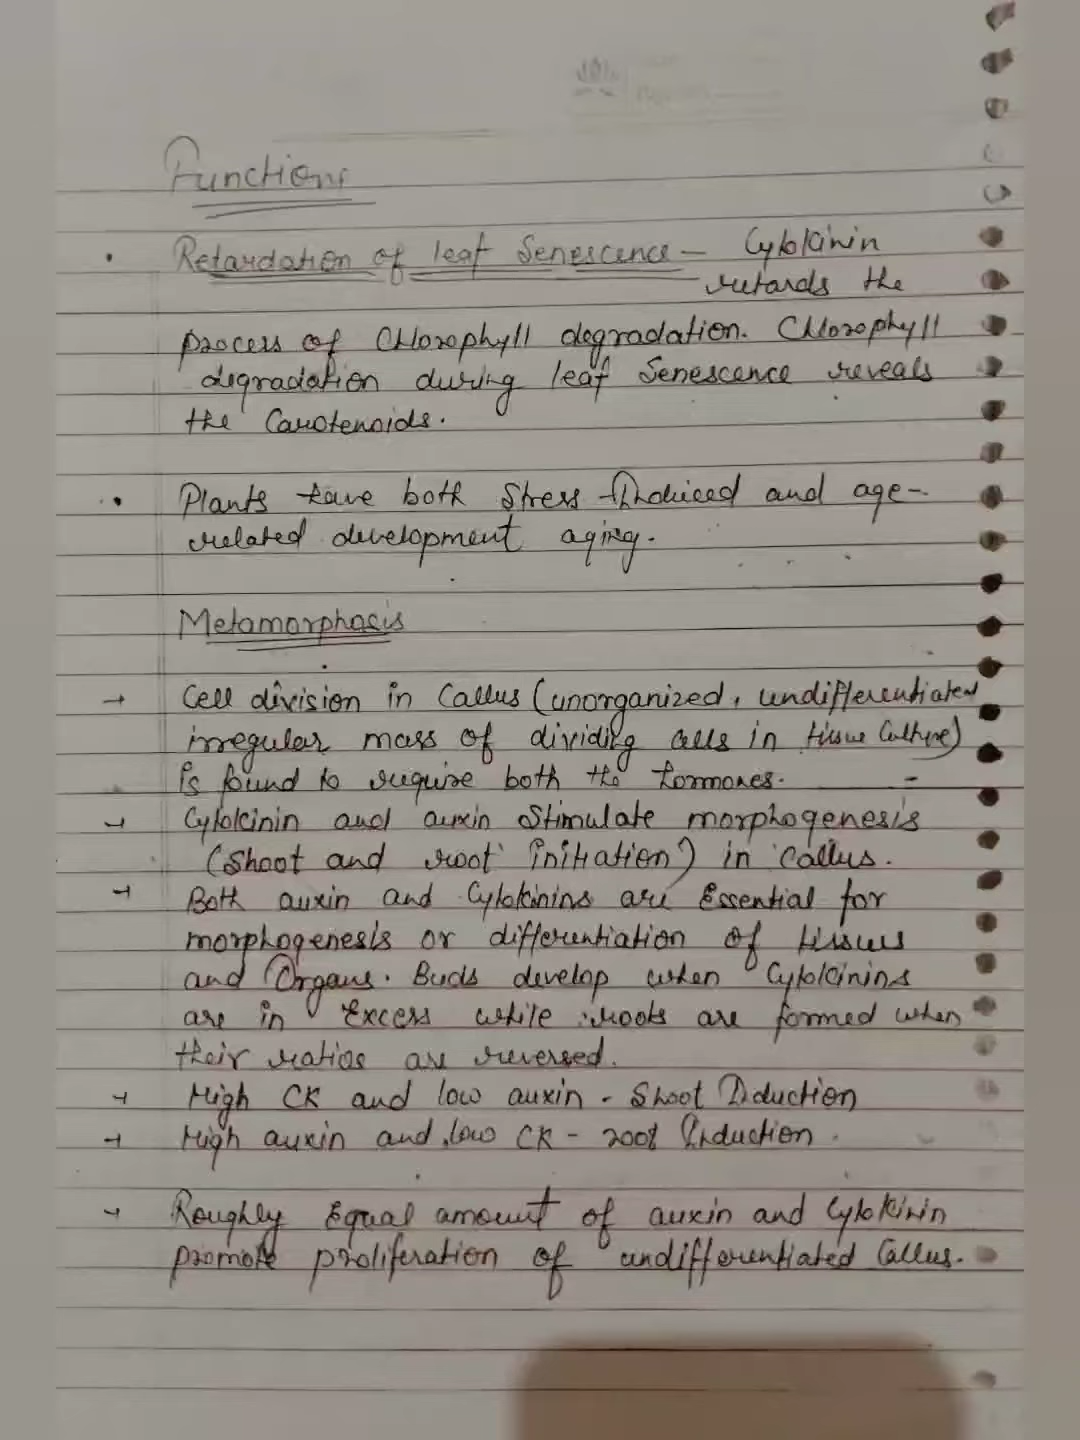 Functions
Retardation of leaf Senescence - Cytokinin
retards the
process of Chlorophyll degradation. Chlorophyll
degradation during leaf Senescence reveals
the Carotenoids.
Plants have both Stress-Induced and age-
related development aging.
Metamorphosis
→ Cell division in Callus (unorganized, undifferentiated
irregular mass of dividing cells in tissue Culture)
is found to require both the hormones.
→ Cytokinin and auxin Stimulate morphogenesis
(Shoot and root initiation) in Callus.
→ Both auxin and Cytokinins are Essential for
morphogenesis or differentiation of tissues
and Organs. Buds develop when Cytokinins
are in Excess while roots are formed when
their ratios are reversed.
→ High CK and low auxin - Shoot Induction
→ High auxin and low CK - root Induction.
→ Roughly Equal amount of auxin and Cytokinin
promote proliferation of undifferentiated Callus.